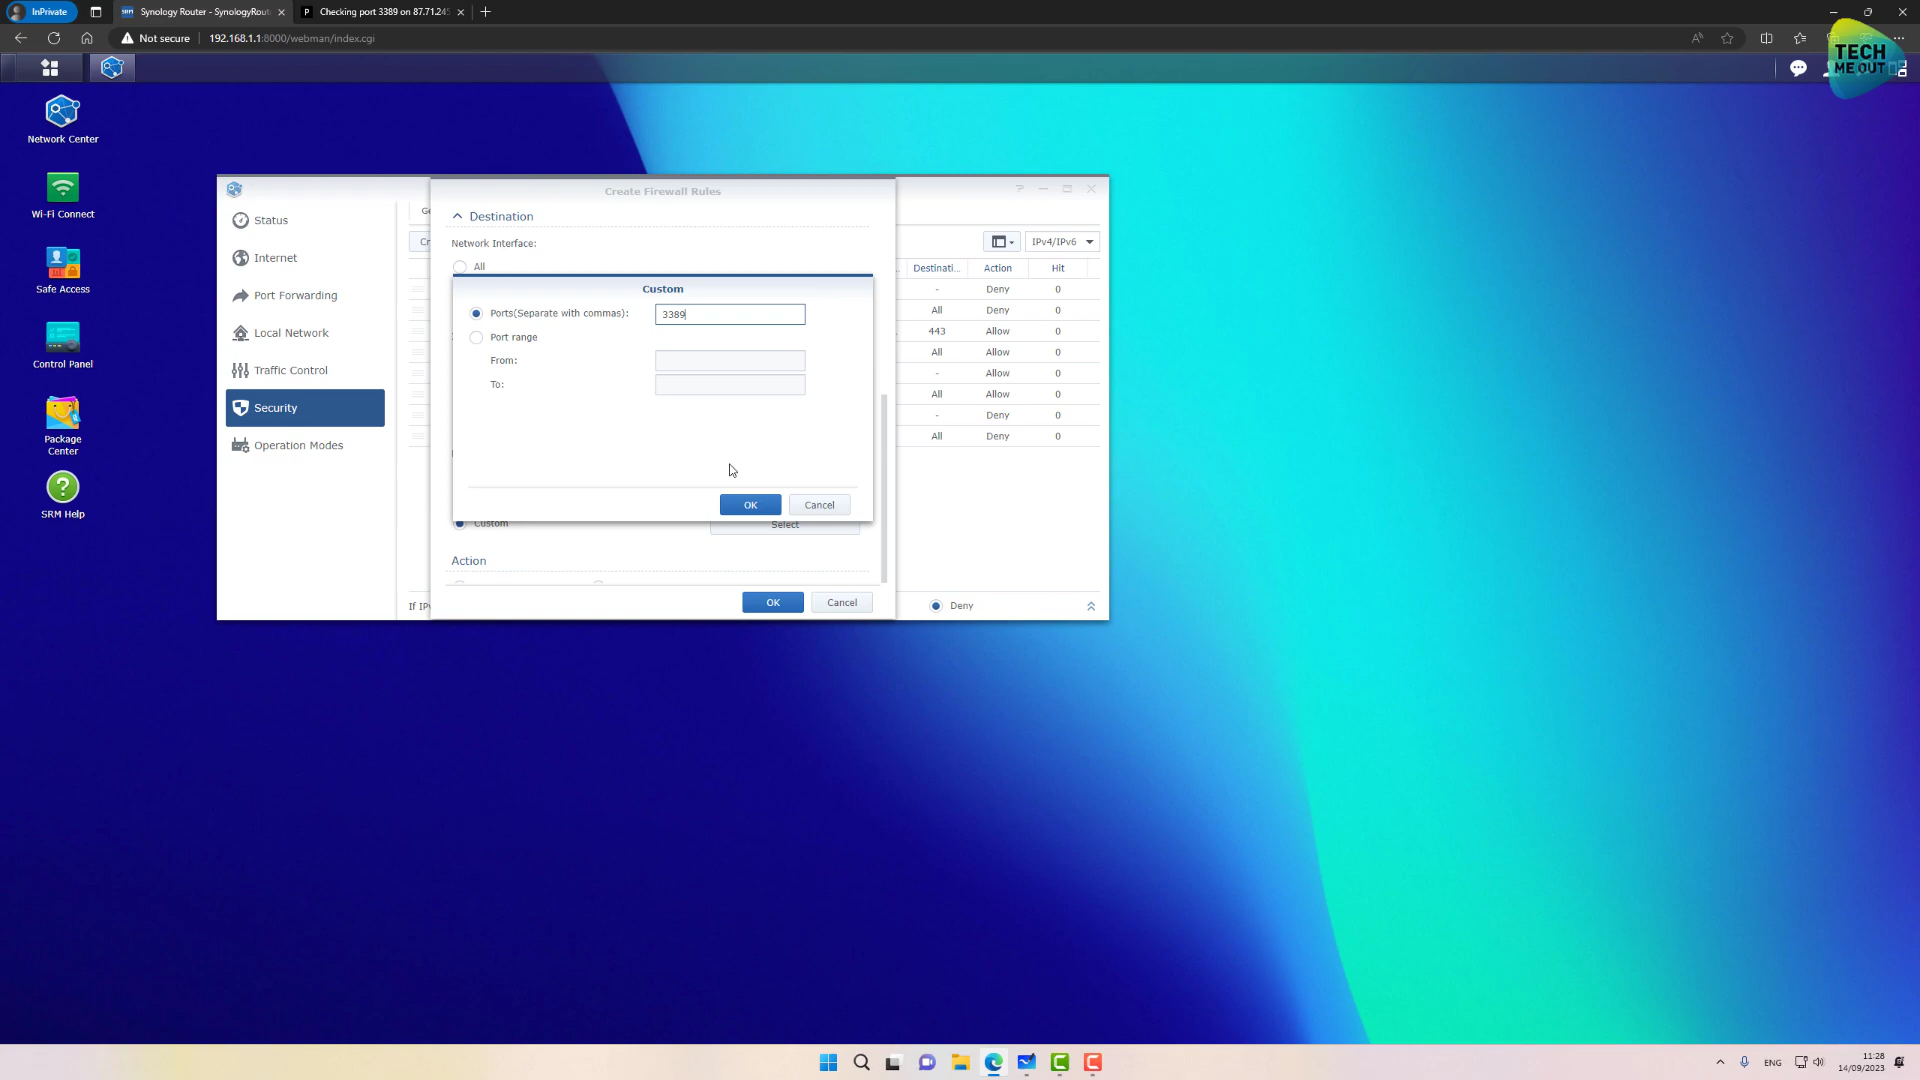 InPrivate
Synology Router - SynologyRout
Checking port 3389 on 87.71.24
Not secure
192.168.1.1:8000/webman/index.cgi
TECH
ME OUT
Network Center
Wi-Fi Connect
Safe Access
Control Panel
Package
Center
SRM Help
Status
Internet
Port Forwarding
Local Network
Traffic Control
Security
Operation Modes
Create Firewall Rules
Destination
Network Interface:
All
Custom
Ports(Separate with commas):
3389
Port range
From:
To:
OK
Cancel
Custom
Select
Action
OK
Cancel
IPv4/IPv6
Destinati...
Action
Hit
-
Deny
0
All
Deny
0
443
Allow
0
All
Allow
0
-
Allow
0
All
Allow
0
-
Deny
0
All
Deny
0
If IPv
Deny
ENG
11:28
14/09/2023